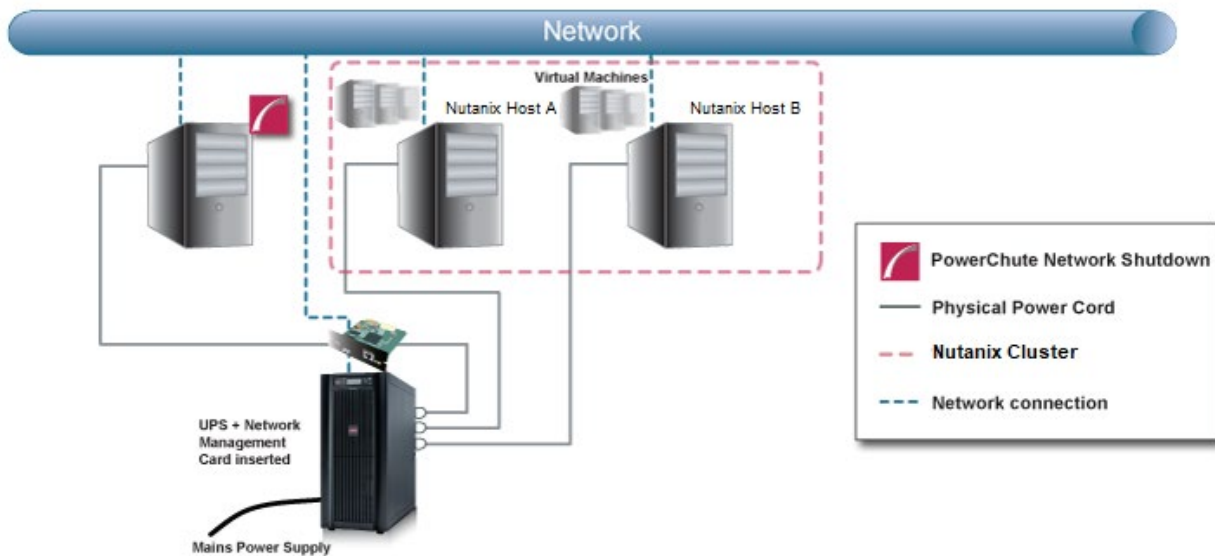 Network
Virtual Machines
Nutanix Host A
Nutanix Host B
PowerChute Network Shutdown
Physical Power Cord
Nutanix Cluster
Network connection
UPS + Network
Management
Card inserted
Mains Power Supply